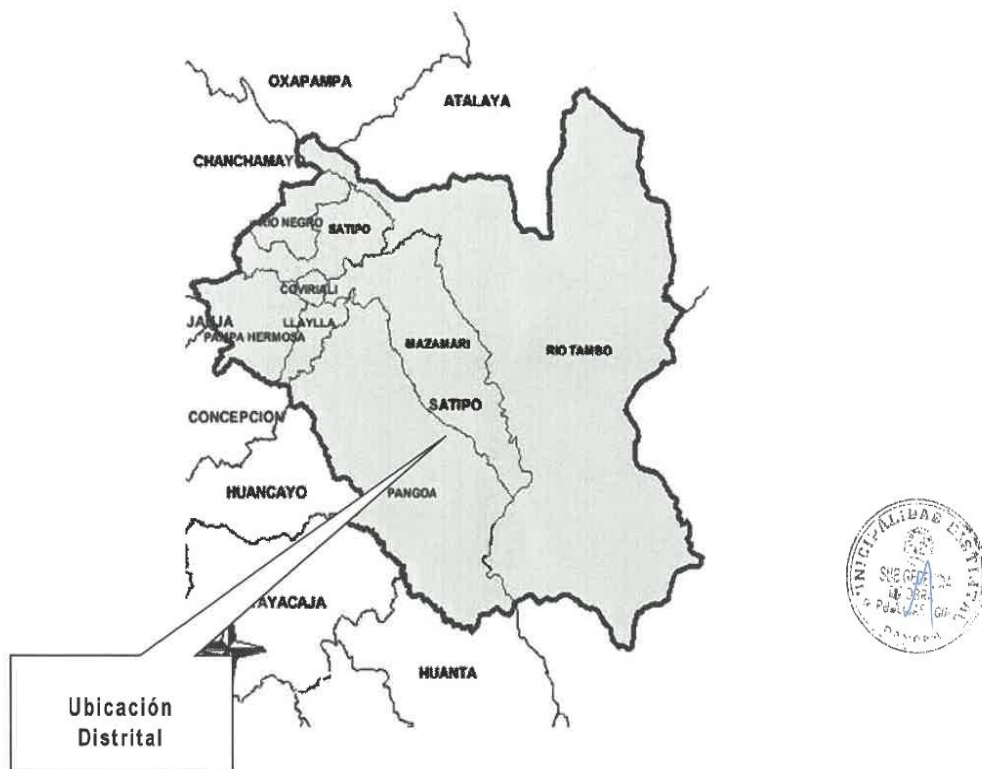 OXAPAMPA
ATALAYA
CHANCHAMAYO
RIO NEGRO
SATIPO
COVIRIALI
JAUJA
LLAYLLA
PAMPA HERMOSA
MAZAMARI
RIO TAMBO
SATIPO
CONCEPCION
HUANCAYO
PANGOA
AYACAJA
HUANTA
Ubicación
Distrital